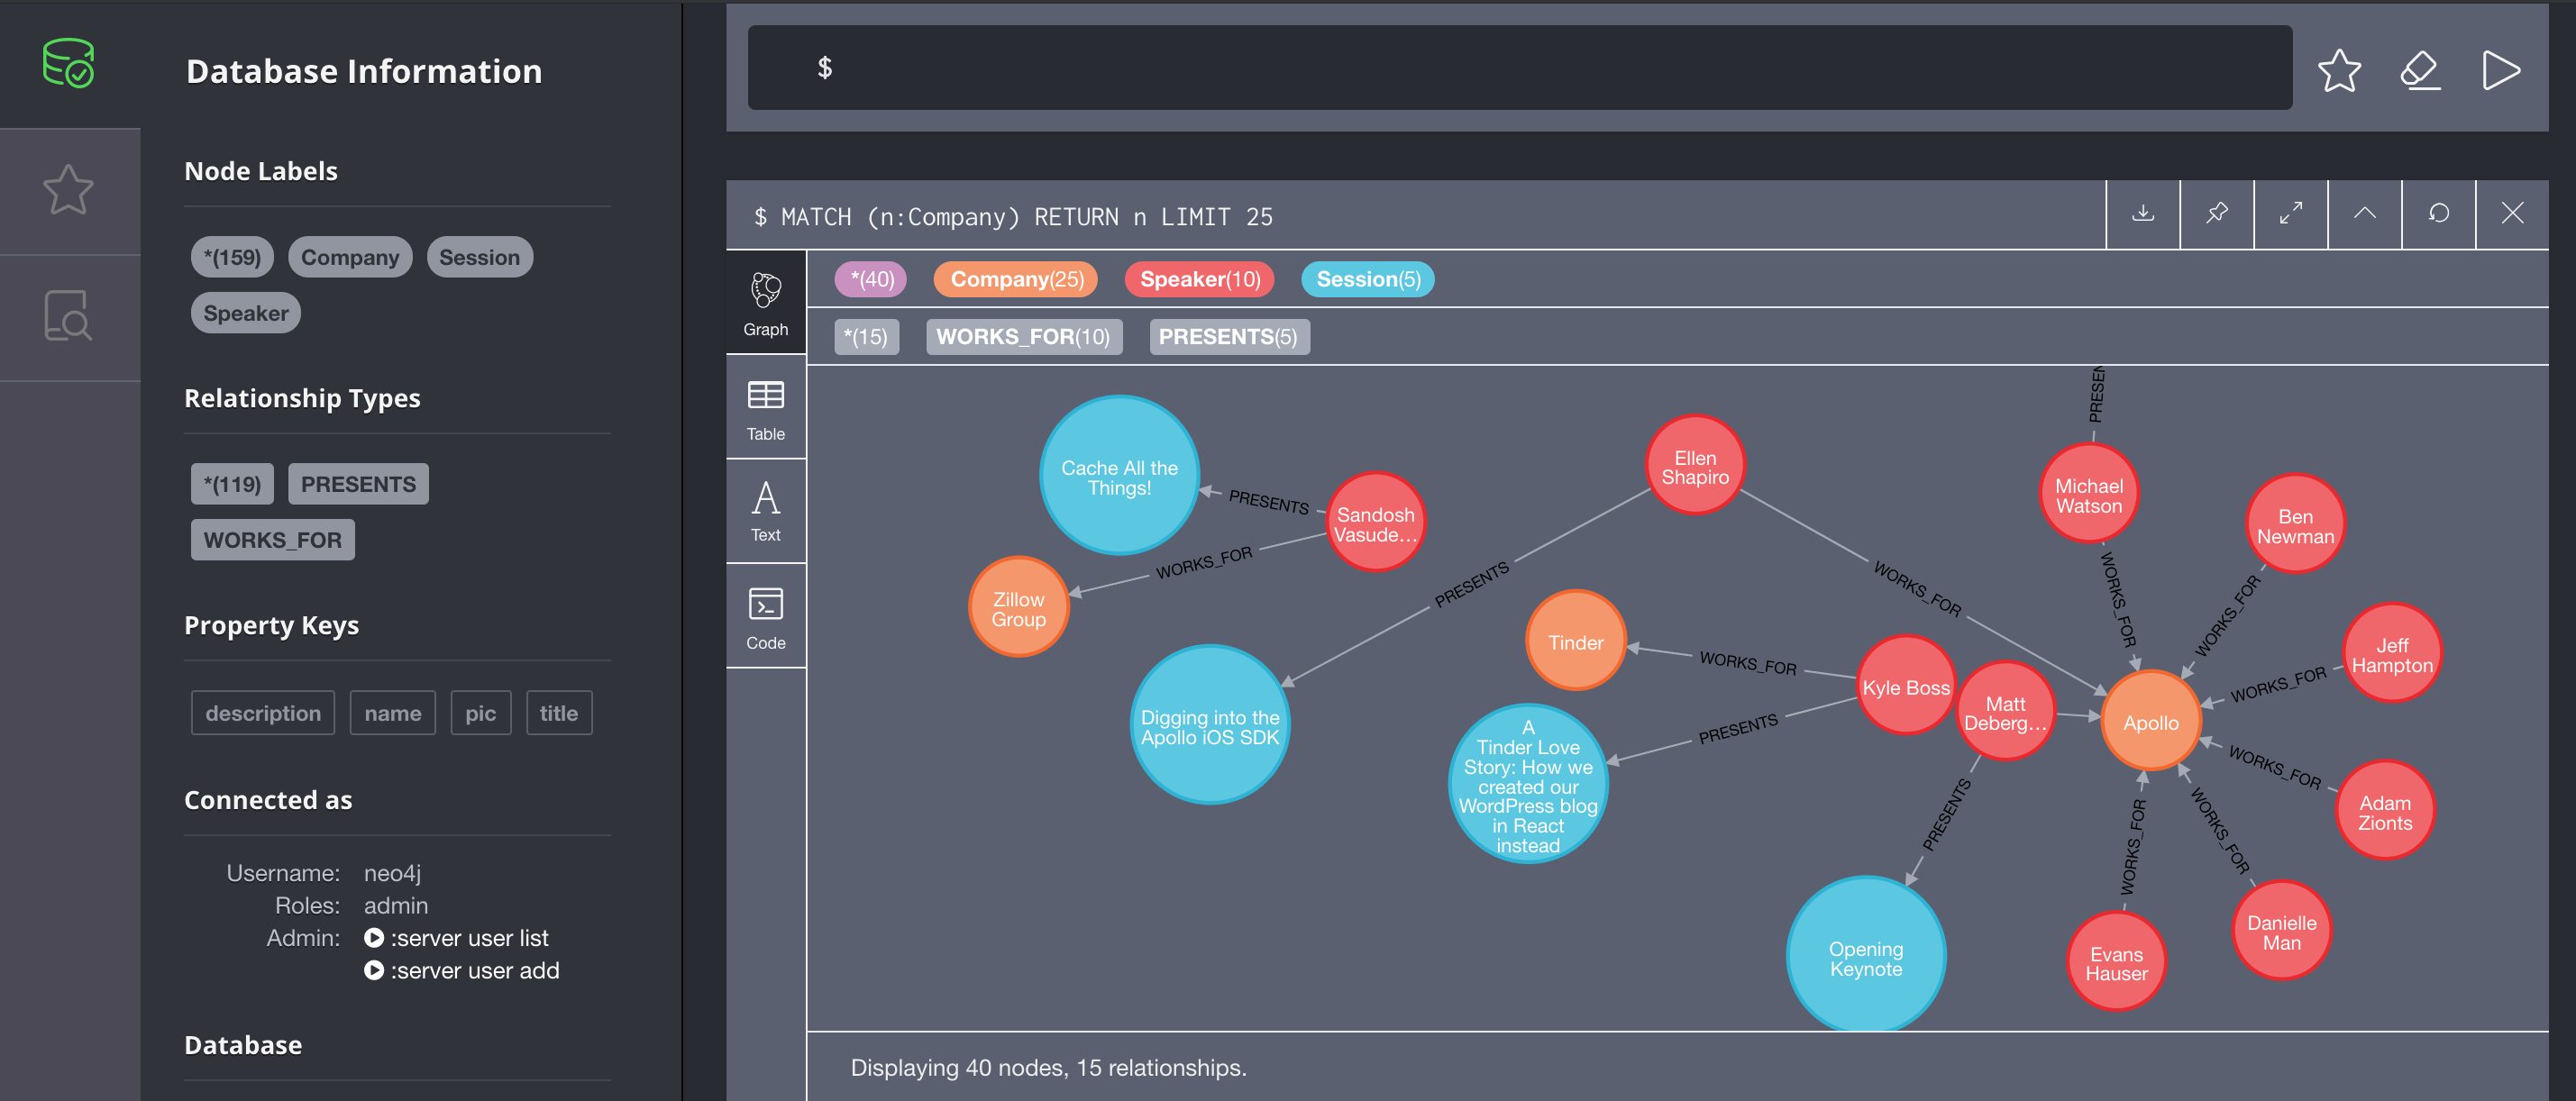 Database Information
Node Labels
*(159) Company Session
Speaker
Relationship Types
*(119) PRESENTS
WORKS_FOR
Property Keys
description name pic title
Connected as
Username: neo4j
Roles: admin
Admin: :server user list
:server user add
Database
$
$ MATCH (n:Company) RETURN n LIMIT 25
Graph
Table
Text
Code
*(40) Company(25) Speaker(10) Session(5)
*(15) WORKS_FOR(10) PRESENTS(5)
Cache All the
Things!
PRESENTS
Sandosh
Vasude...
WORKS_FOR
Zillow
Group
Ellen
Shapiro
PRESENTS
WORKS_FOR
Digging into the
Apollo iOS SDK
Tinder
WORKS_FOR
Kyle Boss
PRESENTS
A
Tinder Love
Story: How we
created our
WordPress blog
in React
instead
Matt
Deberg...
PRESENTS
Opening
Keynote
Apollo
PRESEN
Michael
Watson
WORKS_FOR
Ben
Newman
WORKS_FOR
Jeff
Hampton
WORKS_FOR
Adam
Zionts
WORKS_FOR
Danielle
Man
WORKS_FOR
Evans
Hauser
WORKS_FOR
Displaying 40 nodes, 15 relationships.